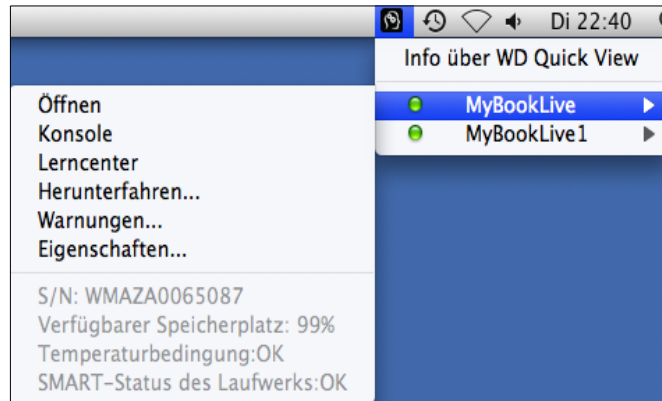 Di 22:40
Info über WD Quick View
MyBookLive
MyBookLive1
Öffnen
Konsole
Lerncenter
Herunterfahren...
Warnungen...
Eigenschaften...
S/N: WMAZA0065087
Verfügbarer Speicherplatz: 99%
Temperaturbedingung:OK
SMART-Status des Laufwerks:OK